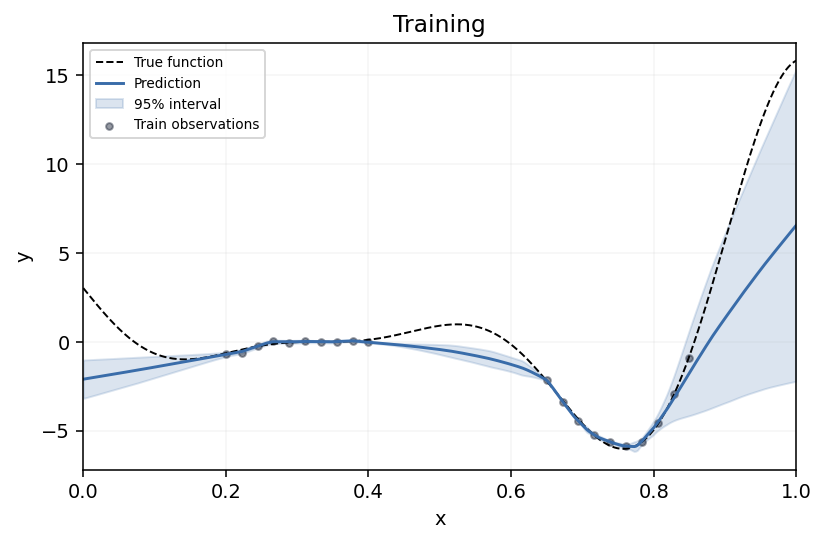 Training
True function
Prediction
95% interval
Train observations
15
10
5
0
−5
y
0.0 0.2 0.4 0.6 0.8 1.0
x